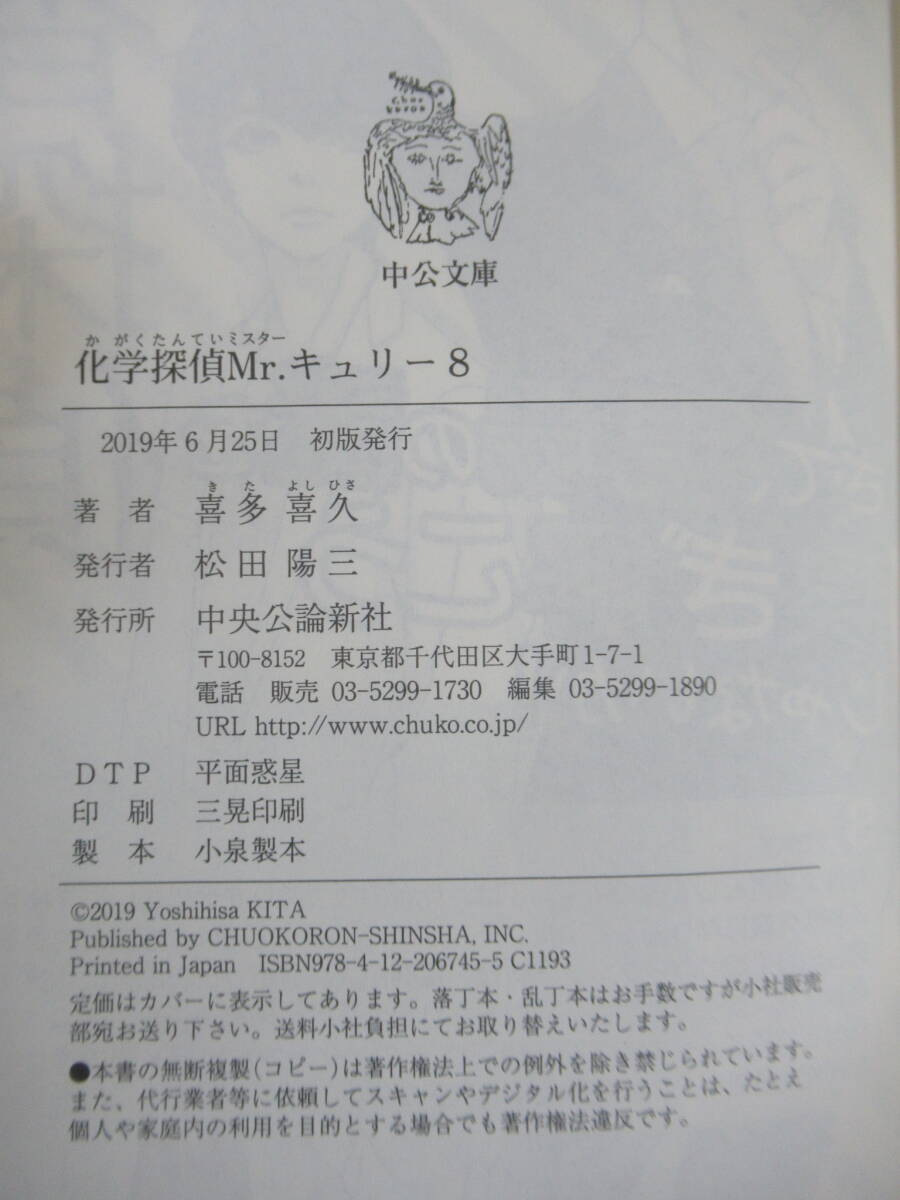 chuo
koron
中公文庫
かがくたんていミスター
化学探偵Mr.キュリー8
2019年6月25日 初版発行
きた よしひさ
著者 喜多喜久
発行者 松田陽三
発行所 中央公論新社
〒100-8152 東京都千代田区大手町1-7-1
電話 販売 03-5299-1730 編集 03-5299-1890
URL http://www.chuko.co.jp/
DTP 平面惑星
印刷 三晃印刷
製本 小泉製本
©2019 Yoshihisa KITA
Published by CHUOKORON-SHINSHA, INC.
Printed in Japan ISBN978-4-12-206745-5 C1193
定価はカバーに表示してあります。落丁本・乱丁本はお手数ですが小社販売
部宛お送り下さい。送料小社負担にてお取り替えいたします。
●本書の無断複製(コピー)は著作権法上での例外を除き禁じられています。
また、代行業者等に依頼してスキャンやデジタル化を行うことは、たとえ
個人や家庭内の利用を目的とする場合でも著作権法違反です。